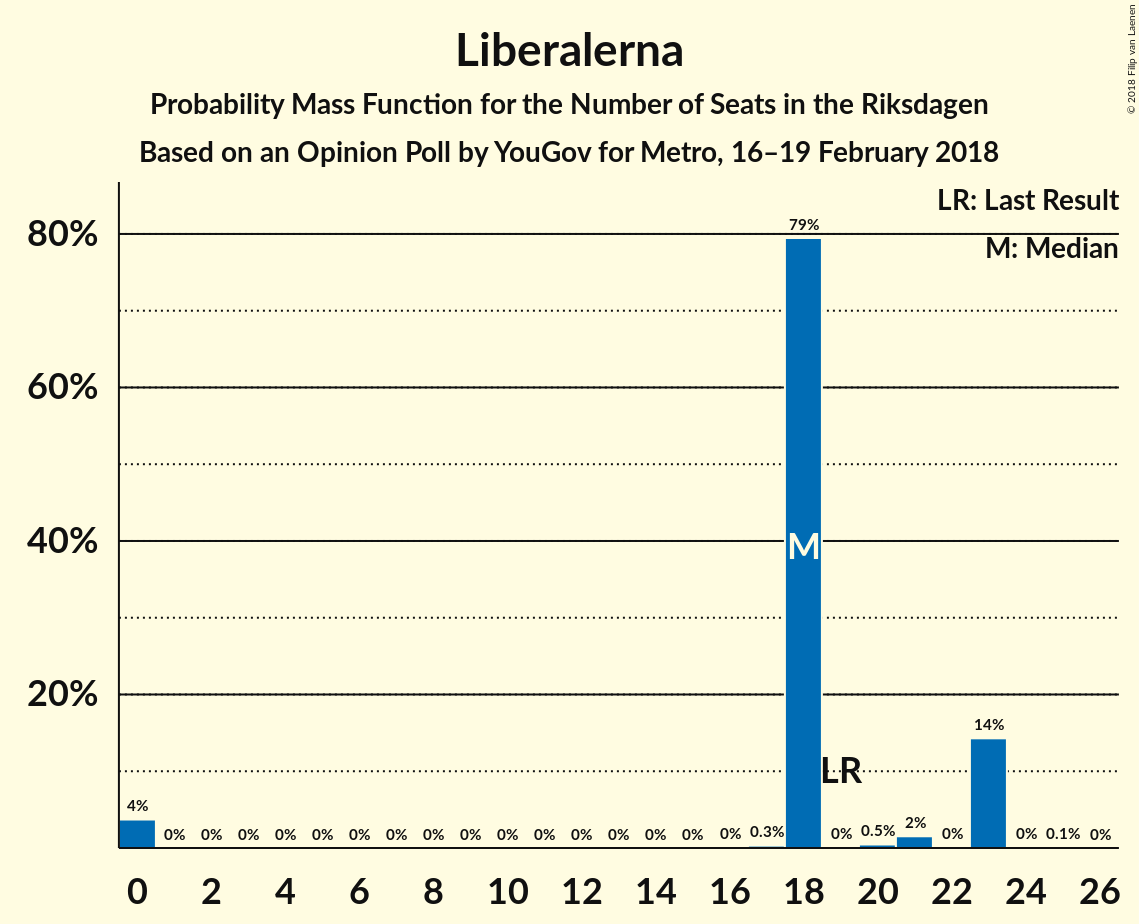 © 2018 Filip van Laenen
Liberalerna
Probability Mass Function for the Number of Seats in the Riksdagen
Based on an Opinion Poll by YouGov for Metro, 16–19 February 2018
LR: Last Result
M: Median
80%
60%
40%
20%
4% 0% 0% 0% 0% 0% 0% 0% 0% 0% 0% 0% 0% 0% 0% 0% 0% 0.3% 79% 0% 0.5% 2% 0% 14% 0% 0.1% 0%
M
LR
0 2 4 6 8 10 12 14 16 18 20 22 24 26